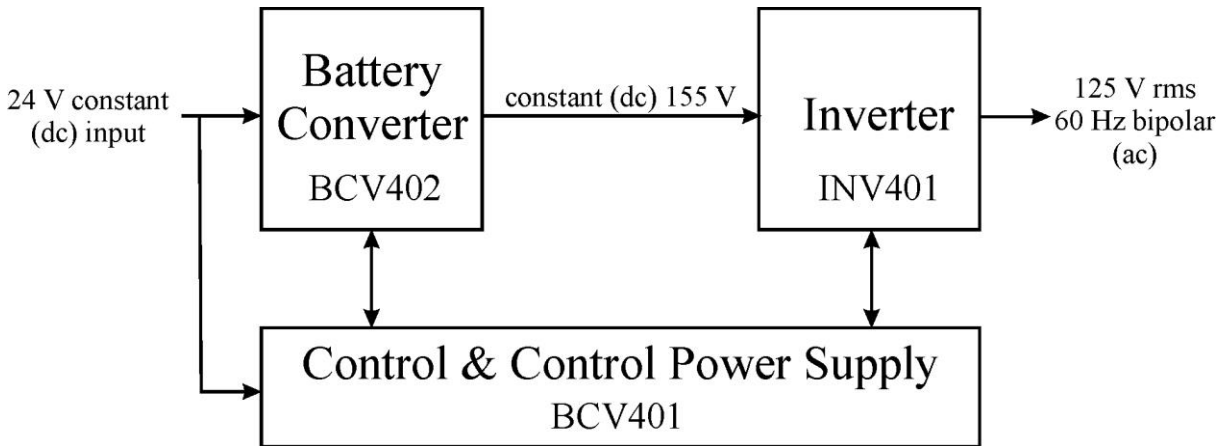 24 V constant
(dc) input
Battery
Converter
BCV402
constant (dc) 155 V
Inverter
INV401
125 V rms
60 Hz bipolar
(ac)
Control & Control Power Supply
BCV401